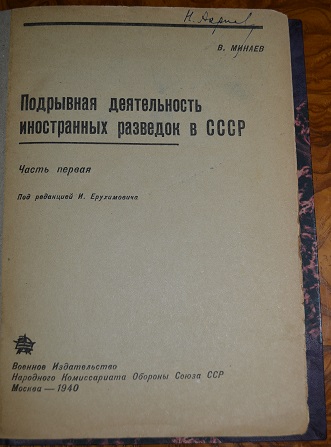 В. МИНАЕВ
Подрывная деятельность
иностранных разведок в СССР
Часть первая
Под редакцией И. Ерухимовича
Военное Издательство
Народного Комиссариата Обороны Союза ССР
Москва — 1940